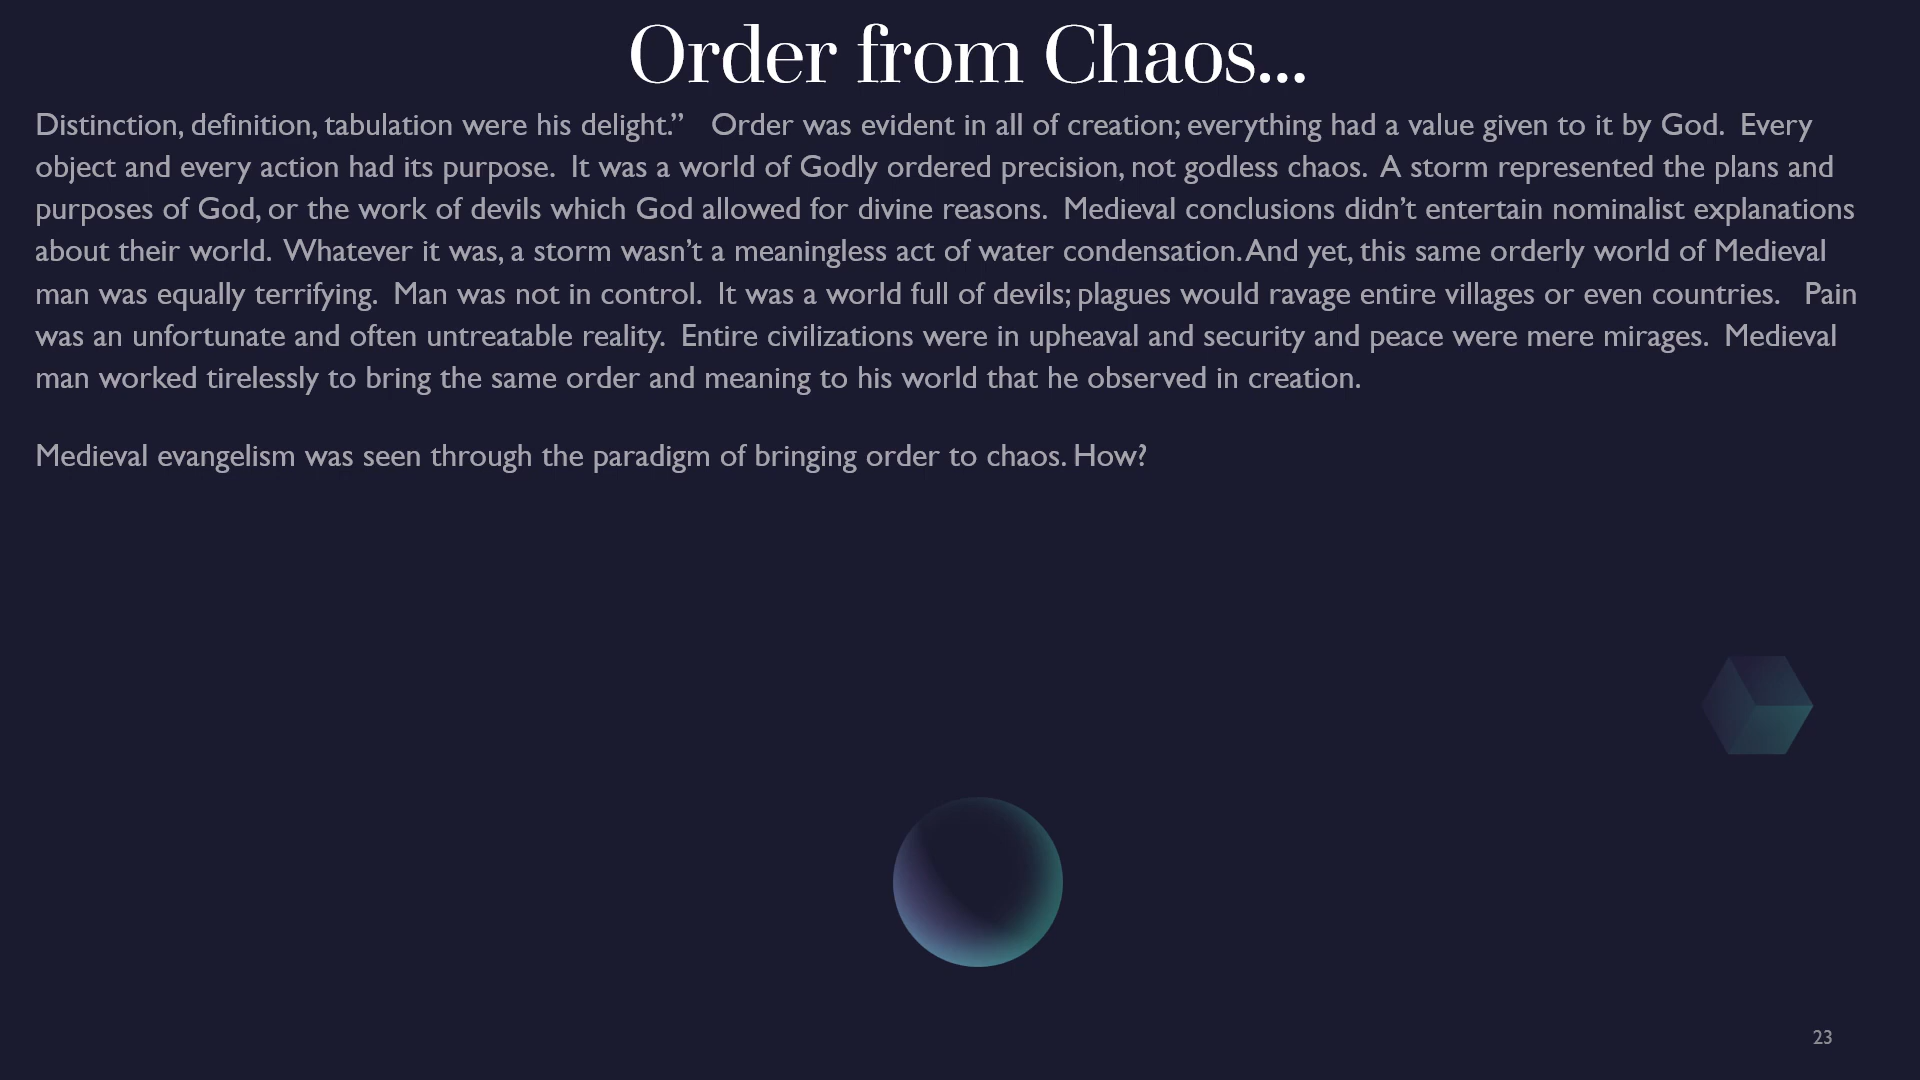 Order from Chaos...
Distinction, definition, tabulation were his delight.”   Order was evident in all of creation; everything had a value given to it by God.  Every
object and every action had its purpose.  It was a world of Godly ordered precision, not godless chaos.  A storm represented the plans and
purposes of God, or the work of devils which God allowed for divine reasons.  Medieval conclusions didn’t entertain nominalist explanations
about their world.  Whatever it was, a storm wasn’t a meaningless act of water condensation. And yet, this same orderly world of Medieval
man was equally terrifying.  Man was not in control.  It was a world full of devils; plagues would ravage entire villages or even countries.   Pain
was an unfortunate and often untreatable reality.  Entire civilizations were in upheaval and security and peace were mere mirages.  Medieval
man worked tirelessly to bring the same order and meaning to his world that he observed in creation.
Medieval evangelism was seen through the paradigm of bringing order to chaos. How?
23